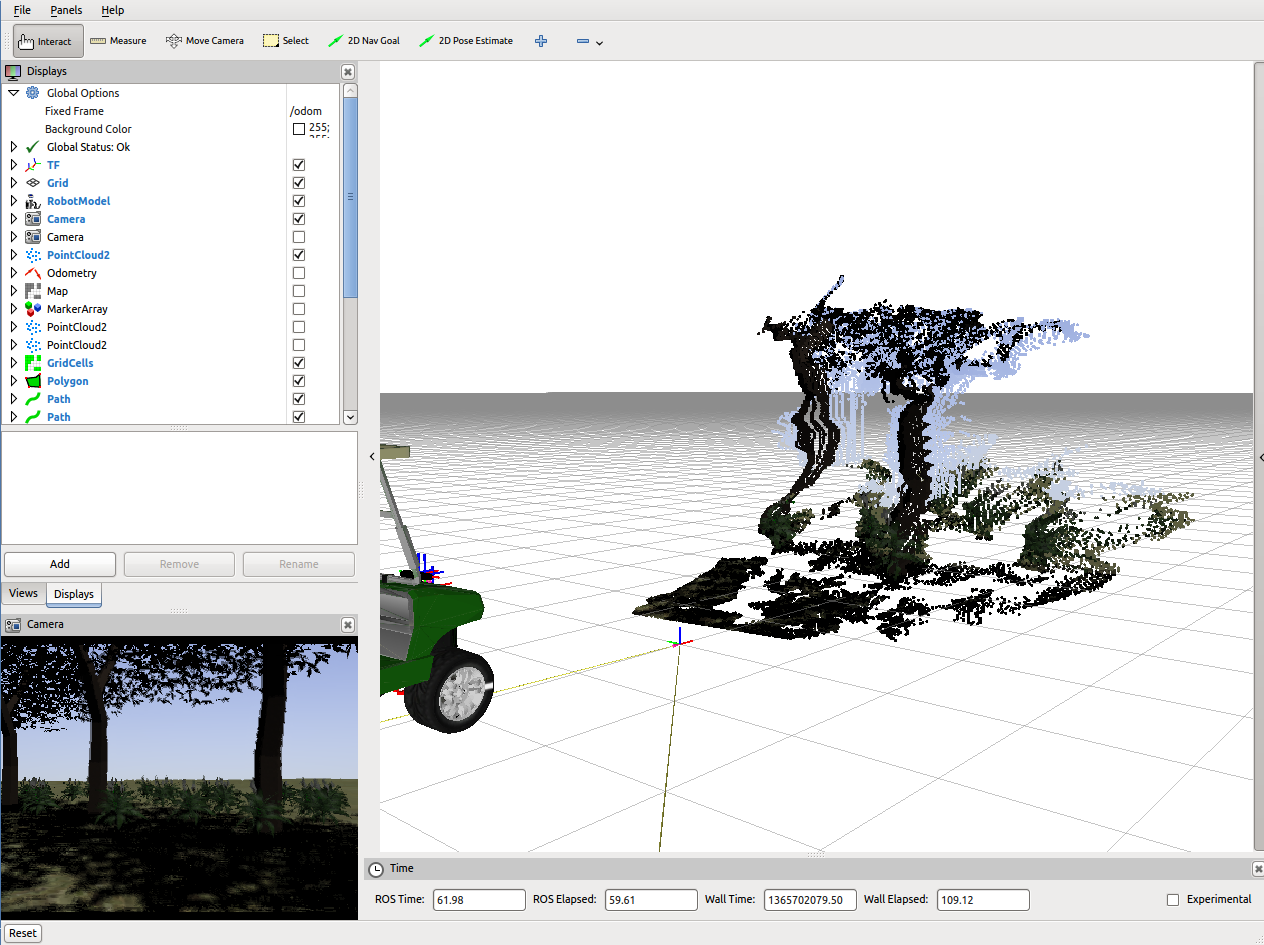 File Panels Help
Interact Measure Move Camera Select 2D Nav Goal 2D Pose Estimate
Displays
Global Options
Fixed Frame /odom
Background Color 255;
Global Status: Ok
TF
Grid
RobotModel
Camera
Camera
PointCloud2
Odometry
Map
MarkerArray
PointCloud2
PointCloud2
GridCells
Polygon
Path
Path
Add Remove Rename
Views Displays
Camera
Time
ROS Time: 61.98 ROS Elapsed: 59.61 Wall Time: 1365702079.50 Wall Elapsed: 109.12 Experimental
Reset